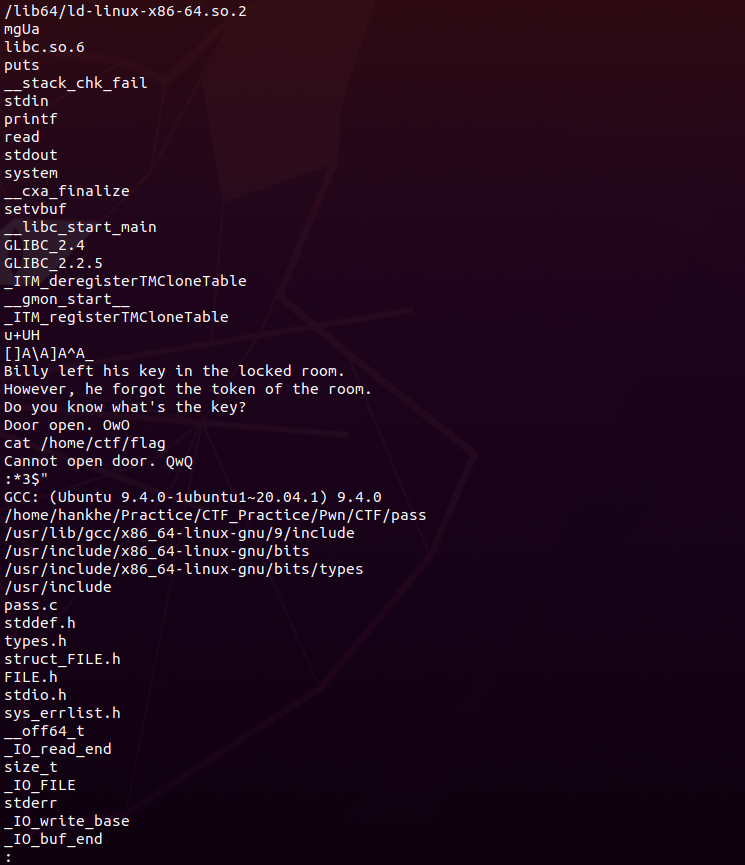 /lib64/ld-linux-x86-64.so.2
mgUa
libc.so.6
puts
__stack_chk_fail
stdin
printf
read
stdout
system
__cxa_finalize
setvbuf
__libc_start_main
GLIBC_2.4
GLIBC_2.2.5
_ITM_deregisterTMCloneTable
__gmon_start__
_ITM_registerTMCloneTable
u+UH
[]A\A]A^A_
Billy left his key in the locked room.
However, he forgot the token of the room.
Do you know what's the key?
Door open. OwO
cat /home/ctf/flag
Cannot open door. QwQ
:*3$"
GCC: (Ubuntu 9.4.0-1ubuntu1~20.04.1) 9.4.0
/home/hankhe/Practice/CTF_Practice/Pwn/CTF/pass
/usr/lib/gcc/x86_64-linux-gnu/9/include
/usr/include/x86_64-linux-gnu/bits
/usr/include/x86_64-linux-gnu/bits/types
/usr/include
pass.c
stddef.h
types.h
struct_FILE.h
FILE.h
stdio.h
sys_errlist.h
__off64_t
_IO_read_end
size_t
_IO_FILE
stderr
_IO_write_base
_IO_buf_end
: